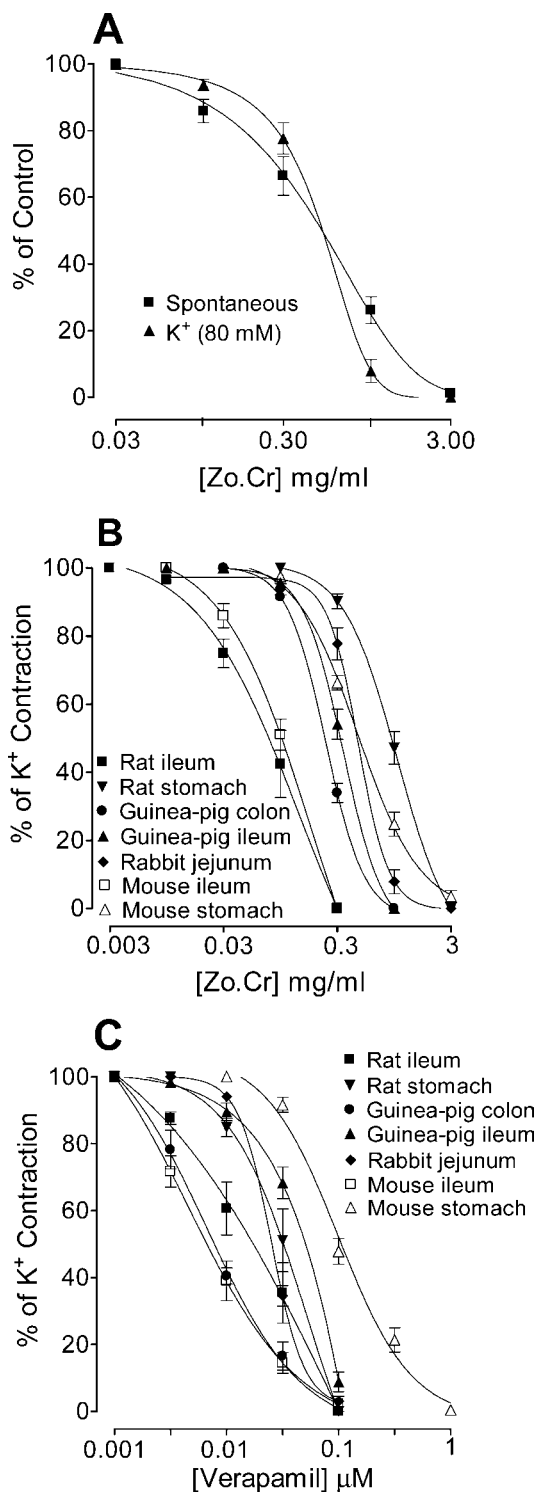 A
% of Control
100
80
60
40
20
0
Spontaneous
K⁺ (80 mM)
0.03
0.30
3.00
[Zo.Cr] mg/ml
B
% of K⁺ Contraction
100
80
60
40
20
0
Rat ileum
Rat stomach
Guinea-pig colon
Guinea-pig ileum
Rabbit jejunum
Mouse ileum
Mouse stomach
0.003
0.03
0.3
3
[Zo.Cr] mg/ml
C
% of K⁺ Contraction
100
80
60
40
20
0
Rat ileum
Rat stomach
Guinea-pig colon
Guinea-pig ileum
Rabbit jejunum
Mouse ileum
Mouse stomach
0.001
0.01
0.1
1
[Verapamil] μM